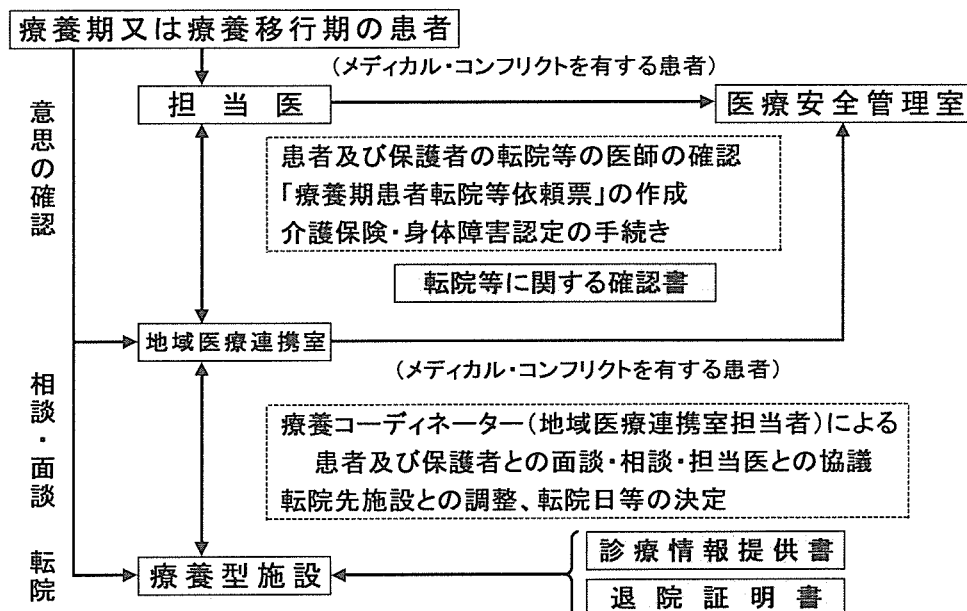 療養期又は療養移行期の患者
(メディカル・コンフリクトを有する患者)
担当医
医療安全管理室
意思の確認
患者及び保護者の転院等の医師の確認
「療養期患者転院等依頼票」の作成
介護保険・身体障害認定の手続き
転院等に関する確認書
地域医療連携室
(メディカル・コンフリクトを有する患者)
相談・面談
療養コーディネーター(地域医療連携室担当者)による
患者及び保護者との面談・相談・担当医との協議
転院先施設との調整、転院日等の決定
転院
療養型施設
診療情報提供書
退院証明書